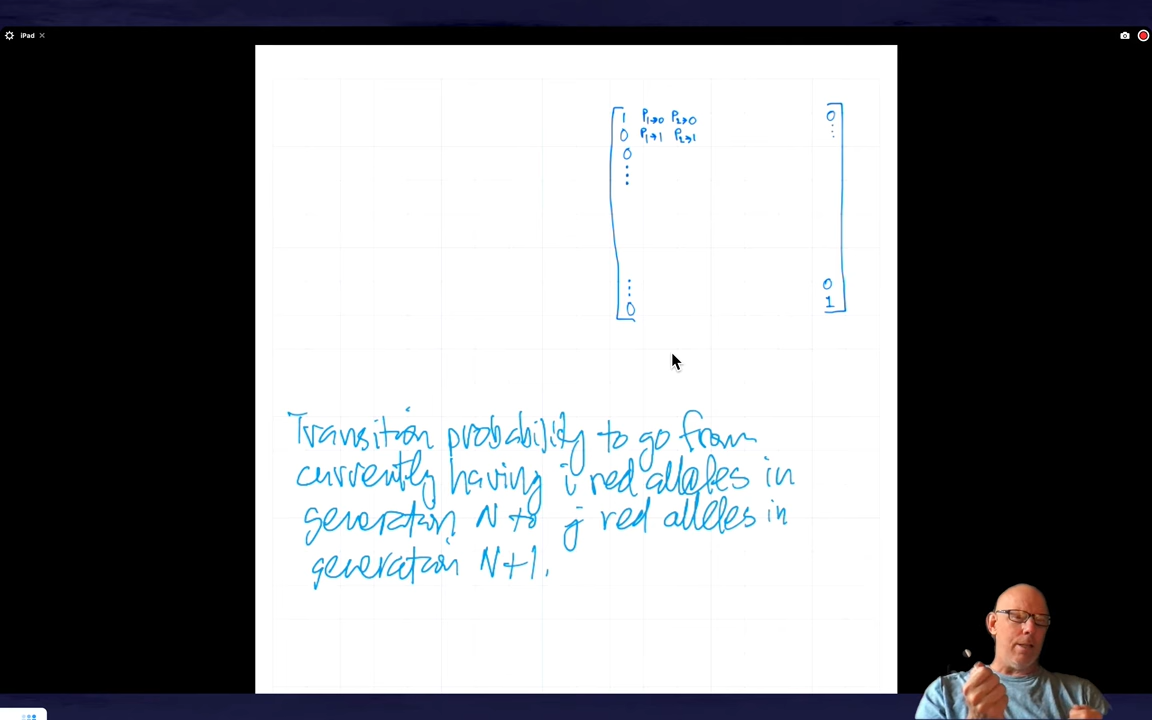 iPad
1 P1→0 P2→0 0
0 P1→1 P2→1 ⋮
0
⋮
⋮ 0
0 1
Transition probability to go from
currently having i red alleles in
generation N to j red alleles in
generation N+1.